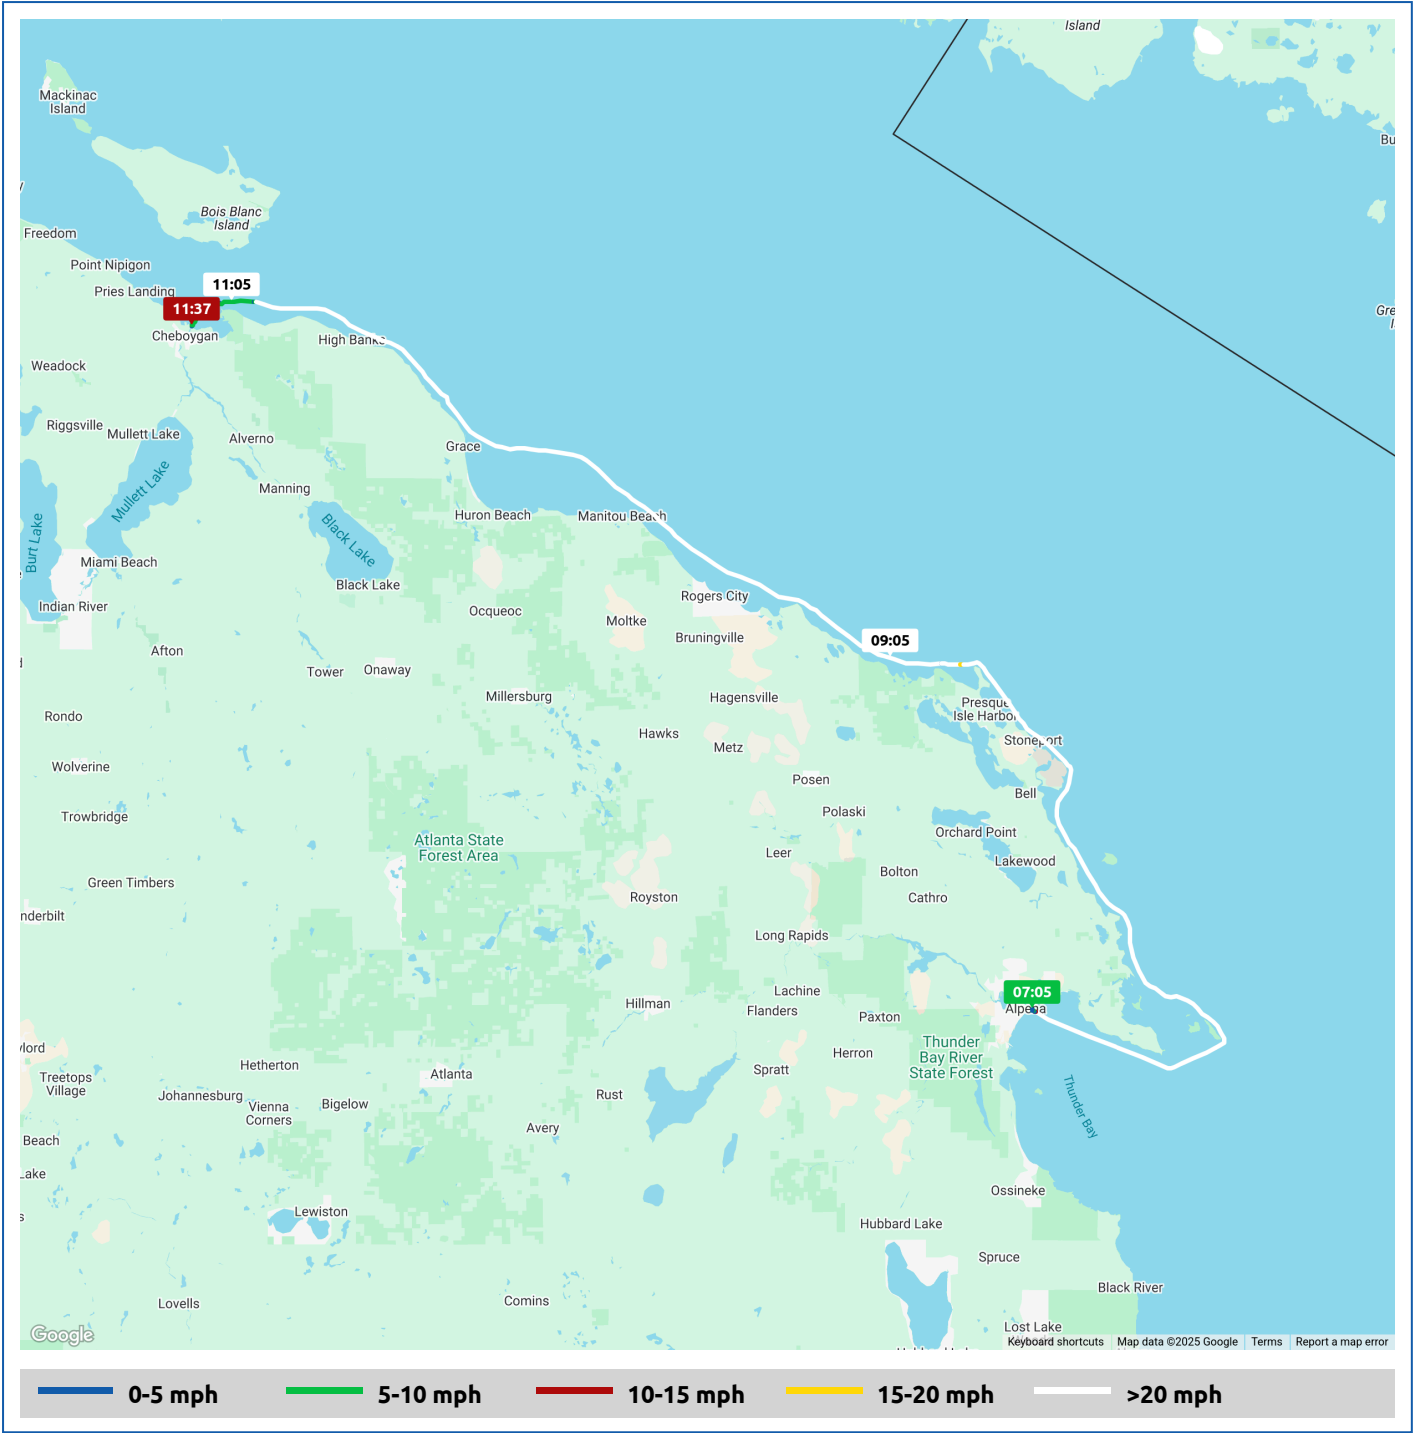 Island
Mackinac
Island
Bu
Bois Blanc
Island
Freedom
Point Nipigon
11:05
Pries Landing
11:37
Gre
Cheboygan
High Banks
Weadock
Riggsville
Mullett Lake
Alverno
Grace
Mullett Lake
Manning
Huron Beach
Manitou Beach
Burt Lake
Black Lake
Miami Beach
Black Lake
Rogers City
Indian River
Ocqueoc
Moltke
Bruningville
09:05
Afton
Tower
Onaway
Millersburg
Hagensville
Presque
Isle Harbor
Rondo
Hawks
Metz
Stoneport
Wolverine
Posen
Bell
Trowbridge
Polaski
Orchard Point
Atlanta State
Forest Area
Leer
Lakewood
Green Timbers
Bolton
Royston
Cathro
nderbilt
Long Rapids
Lachine
07:05
Hillman
Flanders
Alpena
Paxton
Thunder
Bay River
State Forest
ylord
Herron
Hetherton
Atlanta
Spratt
Treetops
Village
Johannesburg
Vienna
Corners
Bigelow
Rust
Thunder Bay
Avery
Beach
Lake
Ossineke
Lewiston
Hubbard Lake
Spruce
Black River
Lovells
Comins
Lost Lake
Google
Keyboard shortcuts
Map data ©2025 Google
Terms
Report a map error
0-5 mph
5-10 mph
10-15 mph
15-20 mph
>20 mph